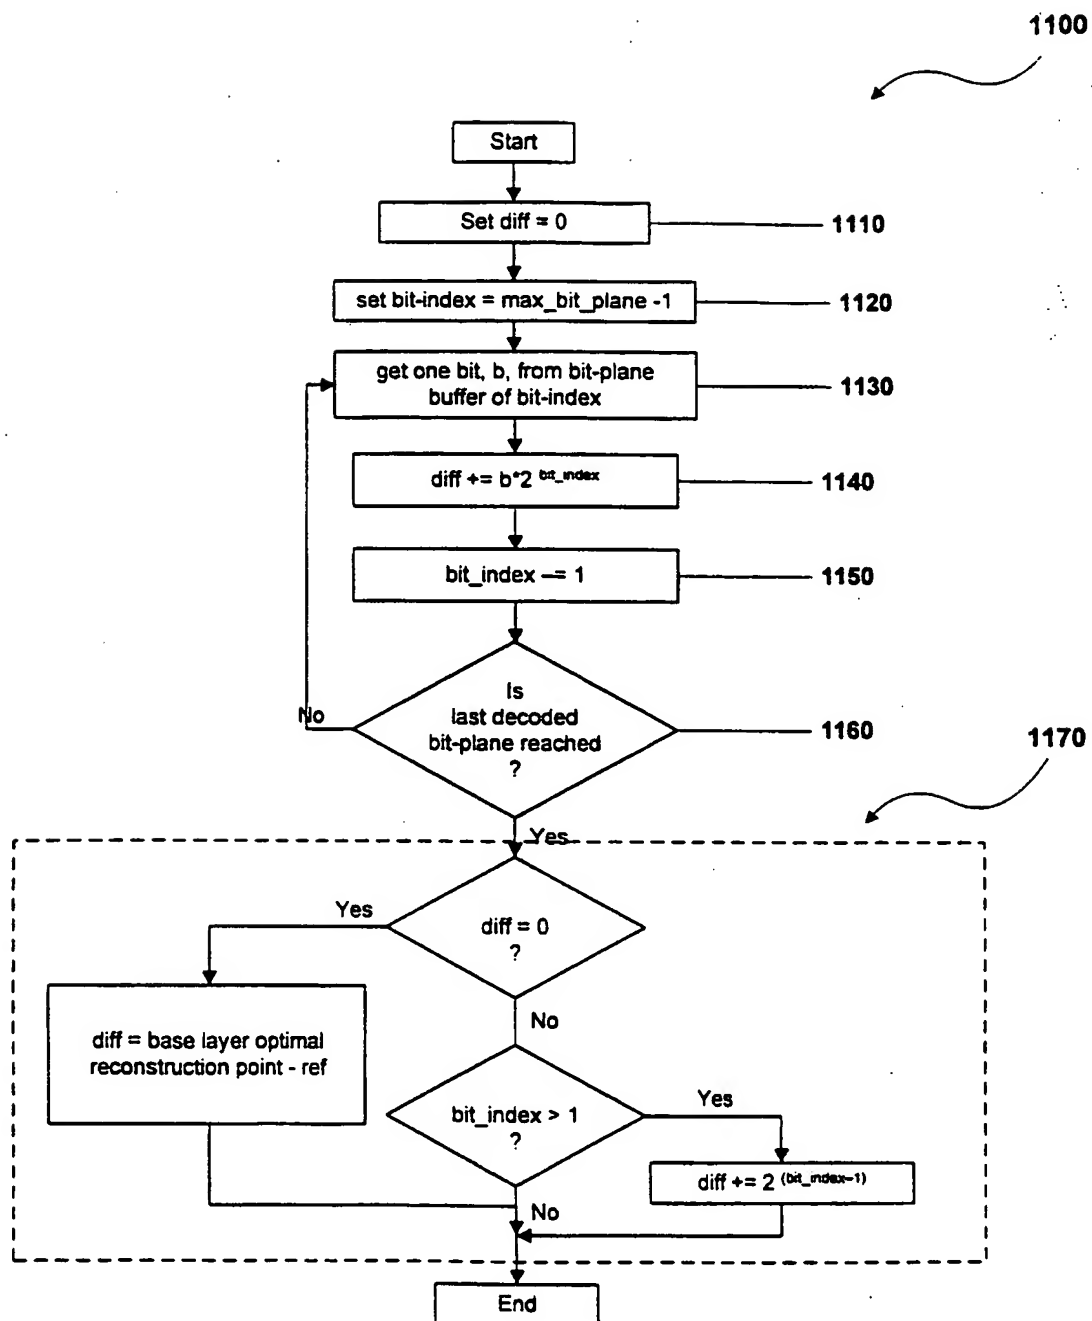 1100
Start
Set diff = 0
1110
set bit-index = max_bit_plane -1
1120
get one bit, b, from bit-plane
buffer of bit-index
1130
diff += b*2 bit_index
1140
bit_index -= 1
1150
Is
last decoded
bit-plane reached
?
No
1160
1170
Yes
diff = 0
?
Yes
No
diff = base layer optimal
reconstruction point - ref
bit_index > 1
?
Yes
No
diff += 2 (bit_index-1)
End